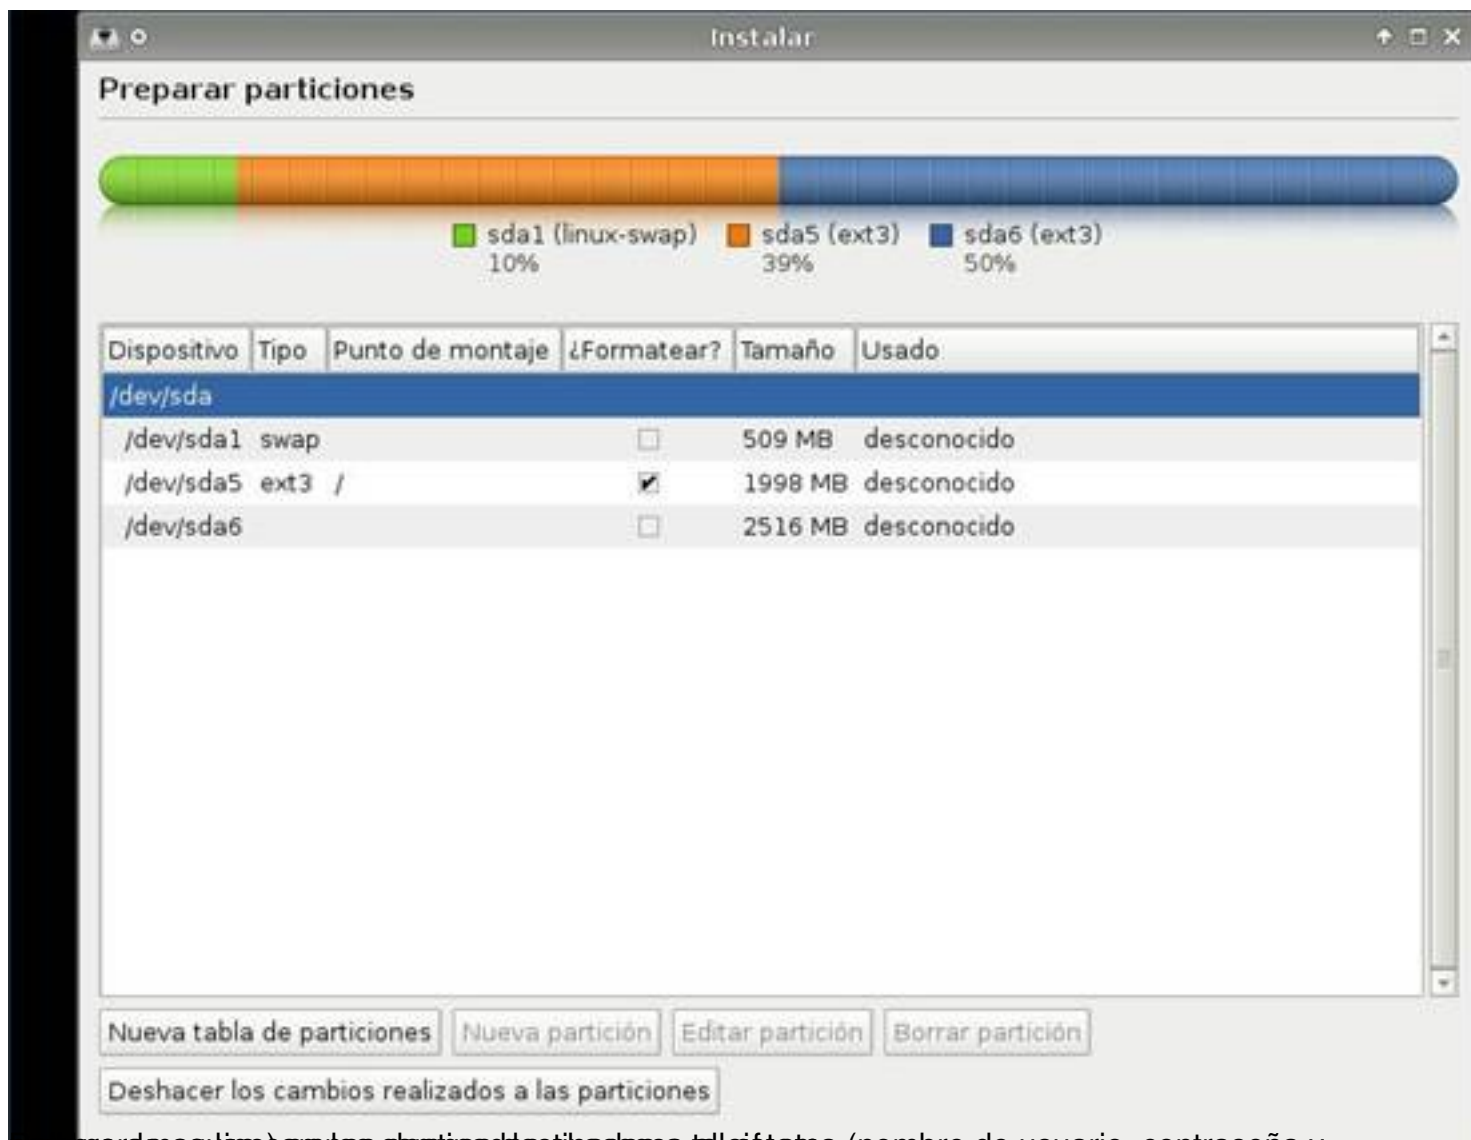 Instalar
Preparar particiones
sda1 (linux-swap) sda5 (ext3) sda6 (ext3)
10% 39% 50%
Dispositivo Tipo Punto de montaje ¿Formatear? Tamaño Usado
/dev/sda
/dev/sda1 swap 509 MB desconocido
/dev/sda5 ext3 / 1998 MB desconocido
/dev/sda6 2516 MB desconocido
Nueva tabla de particiones Nueva partición Editar partición Borrar partición
Deshacer los cambios realizados a las particiones
(nombre de usuario, contraseña y